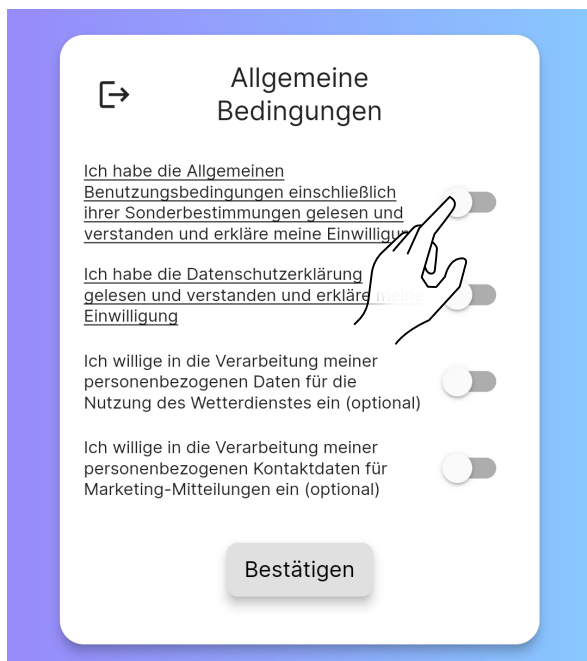 Allgemeine
Bedingungen
Ich habe die Allgemeinen
Benutzungsbedingungen einschließlich
ihrer Sonderbestimmungen gelesen und
verstanden und erkläre meine Einwilligung
Ich habe die Datenschutzerklärung
gelesen und verstanden und erkläre meine
Einwilligung
Ich willige in die Verarbeitung meiner
personenbezogenen Daten für die
Nutzung des Wetterdienstes ein (optional)
Ich willige in die Verarbeitung meiner
personenbezogenen Kontaktdaten für
Marketing-Mitteilungen ein (optional)
Bestätigen